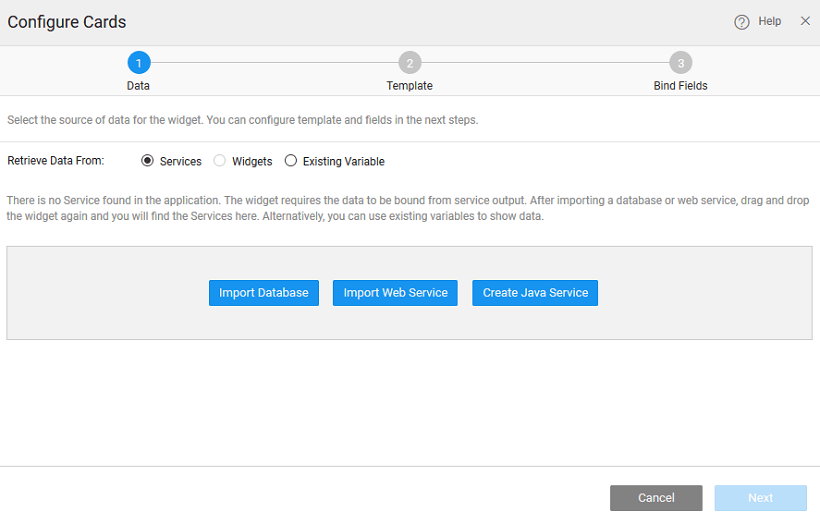 Configure Cards
? Help ×
1 2 3
Data Template Bind Fields
Select the source of data for the widget. You can configure template and fields in the next steps.
Retrieve Data From: Services Widgets Existing Variable
There is no Service found in the application. The widget requires the data to be bound from service output. After importing a database or web service, drag and drop
the widget again and you will find the Services here. Alternatively, you can use existing variables to show data.
Import Database Import Web Service Create Java Service
Cancel Next